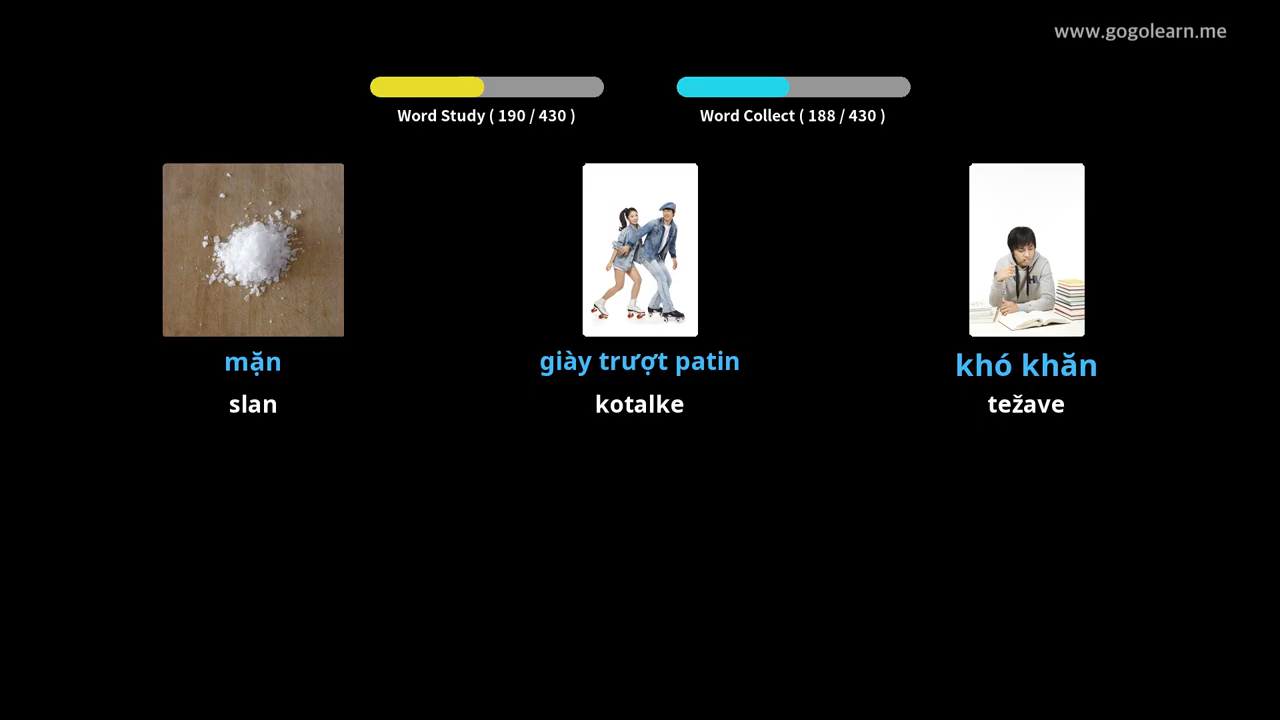 www.gogolearn.me
Word Study ( 190 / 430 )
Word Collect ( 188 / 430 )
mặn
slan
giày trượt patin
kotalke
khó khăn
težave